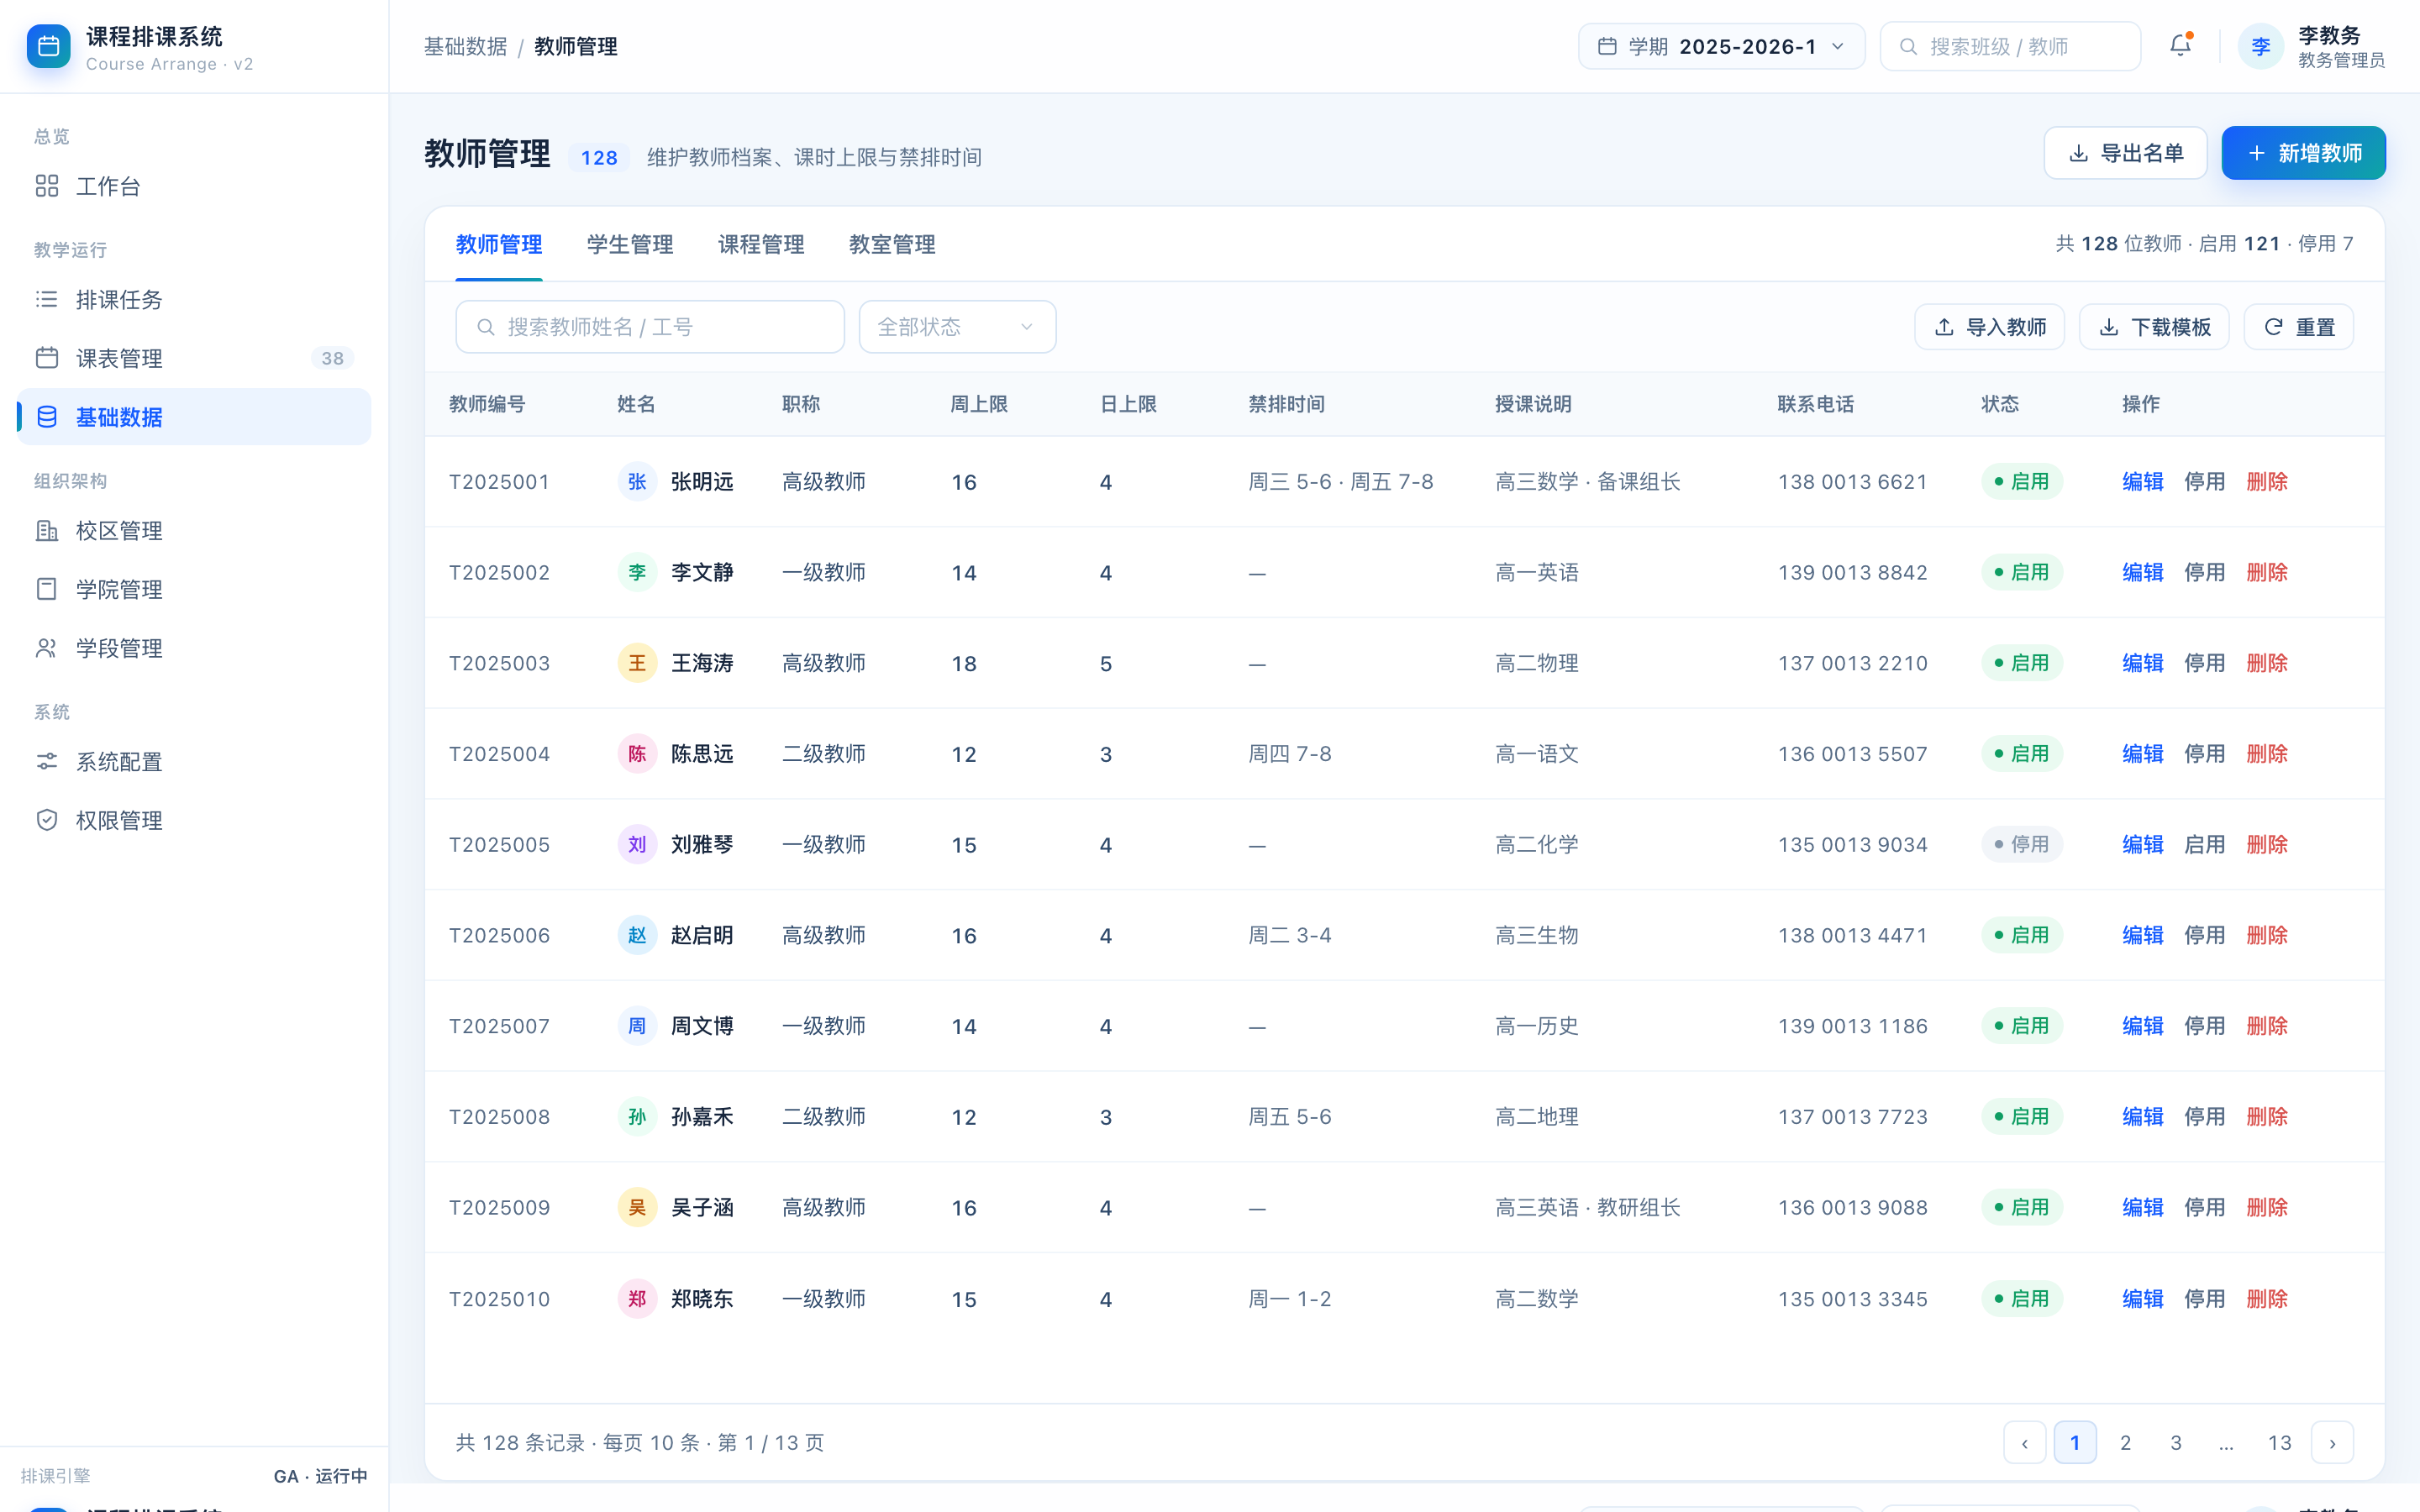 课程排课系统
Course Arrange · v2
总览
工作台
教学运行
排课任务
课表管理 38
基础数据
组织架构
校区管理
学院管理
学段管理
系统
系统配置
权限管理
排课引擎 GA · 运行中
基础数据 / 教师管理
学期 2025-2026-1
搜索班级 / 教师
李 李教务
教务管理员
教师管理 128 维护教师档案、课时上限与禁排时间
导出名单
新增教师
教师管理 学生管理 课程管理 教室管理
共 128 位教师 · 启用 121 · 停用 7
搜索教师姓名 / 工号
全部状态
导入教师
下载模板
重置
教师编号 姓名 职称 周上限 日上限 禁排时间 授课说明 联系电话 状态 操作
T2025001 张 张明远 高级教师 16 4 周三 5-6 · 周五 7-8 高三数学 · 备课组长 138 0013 6621 启用 编辑 停用 删除
T2025002 李 李文静 一级教师 14 4 — 高一英语 139 0013 8842 启用 编辑 停用 删除
T2025003 王 王海涛 高级教师 18 5 — 高二物理 137 0013 2210 启用 编辑 停用 删除
T2025004 陈 陈思远 二级教师 12 3 周四 7-8 高一语文 136 0013 5507 启用 编辑 停用 删除
T2025005 刘 刘雅琴 一级教师 15 4 — 高二化学 135 0013 9034 停用 编辑 启用 删除
T2025006 赵 赵启明 高级教师 16 4 周二 3-4 高三生物 138 0013 4471 启用 编辑 停用 删除
T2025007 周 周文博 一级教师 14 4 — 高一历史 139 0013 1186 启用 编辑 停用 删除
T2025008 孙 孙嘉禾 二级教师 12 3 周五 5-6 高二地理 137 0013 7723 启用 编辑 停用 删除
T2025009 吴 吴子涵 高级教师 16 4 — 高三英语 · 教研组长 136 0013 9088 启用 编辑 停用 删除
T2025010 郑 郑晓东 一级教师 15 4 周一 1-2 高二数学 135 0013 3345 启用 编辑 停用 删除
共 128 条记录 · 每页 10 条 · 第 1 / 13 页
‹ 1 2 3 … 13 ›